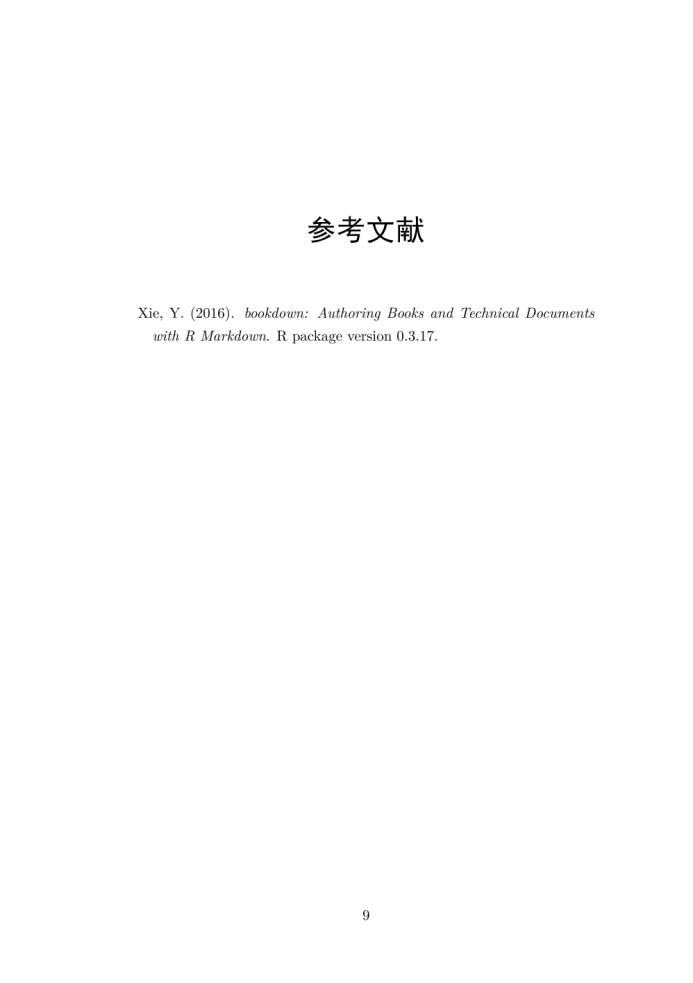 参考文献
Xie, Y. (2016). bookdown: Authoring Books and Technical Documents
with R Markdown. R package version 0.3.17.
9